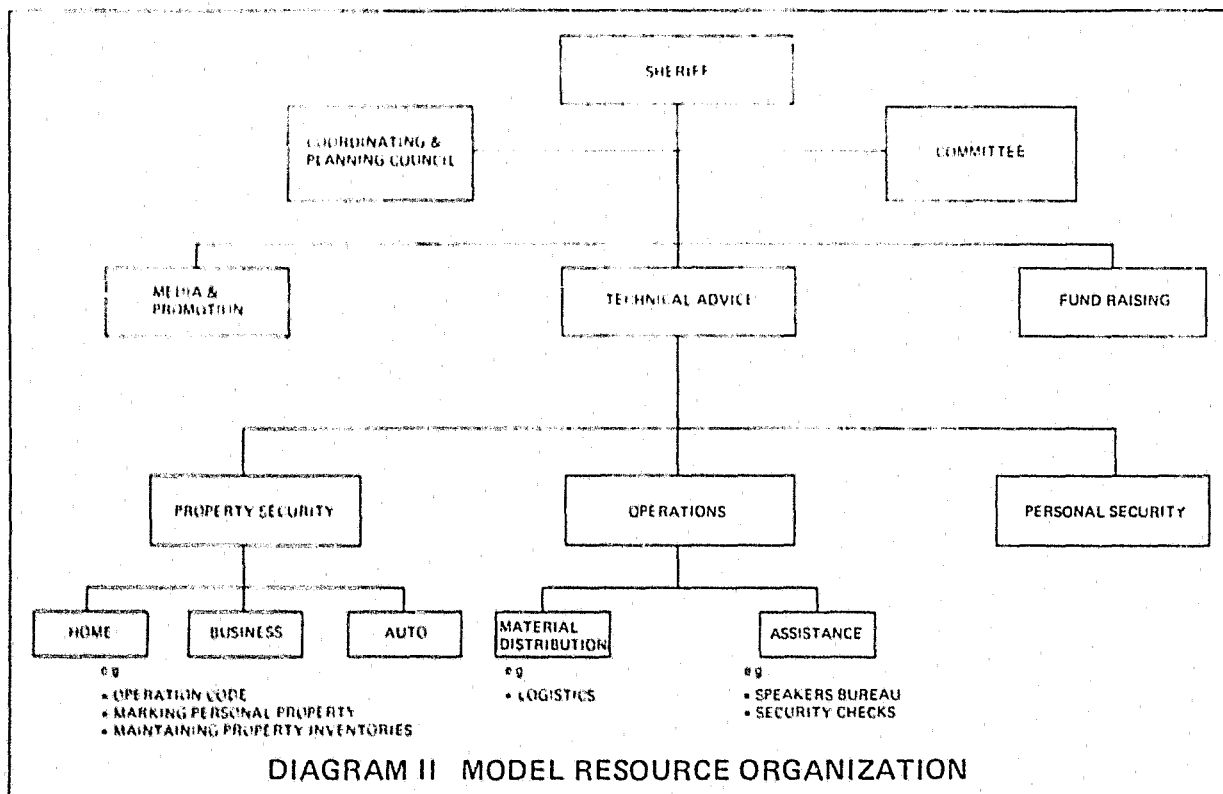 SHERIFF
COORDINATING &
PLANNING COUNCIL
COMMITTEE
MEDIA &
PROMOTION
TECHNICAL ADVICE
FUND RAISING
PROPERTY SECURITY
OPERATIONS
PERSONAL SECURITY
HOME
BUSINESS
AUTO
MATERIAL
DISTRIBUTION
ASSISTANCE
e g
• OPERATION CODE
• MARKING PERSONAL PROPERTY
• MAINTAINING PROPERTY INVENTORIES
e g
• LOGISTICS
e g
• SPEAKERS BUREAU
• SECURITY CHECKS
DIAGRAM II MODEL RESOURCE ORGANIZATION